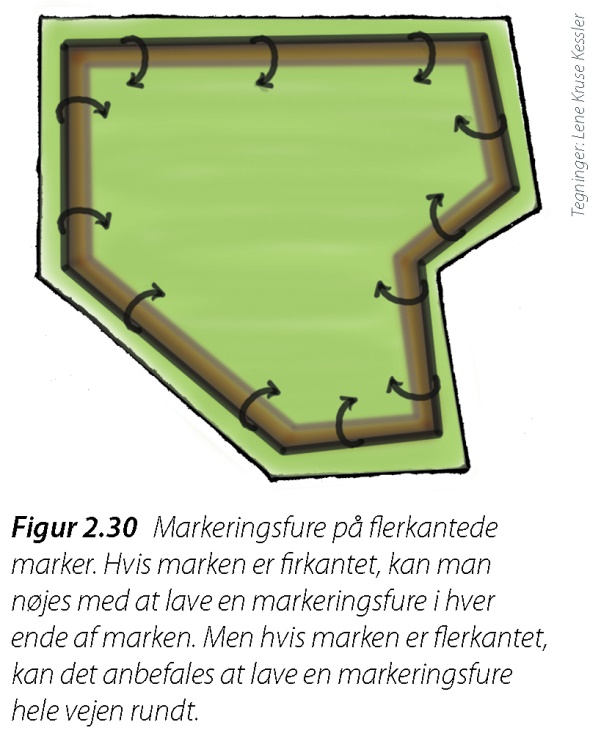 Tegninger: Lene Kruse Kessler
Figur 2.30 Markeringsfure på flerkantede
marker. Hvis marken er firkantet, kan man
nøjes med at lave en markeringsfure i hver
ende af marken. Men hvis marken er flerkantet,
kan det anbefales at lave en markeringsfure
hele vejen rundt.